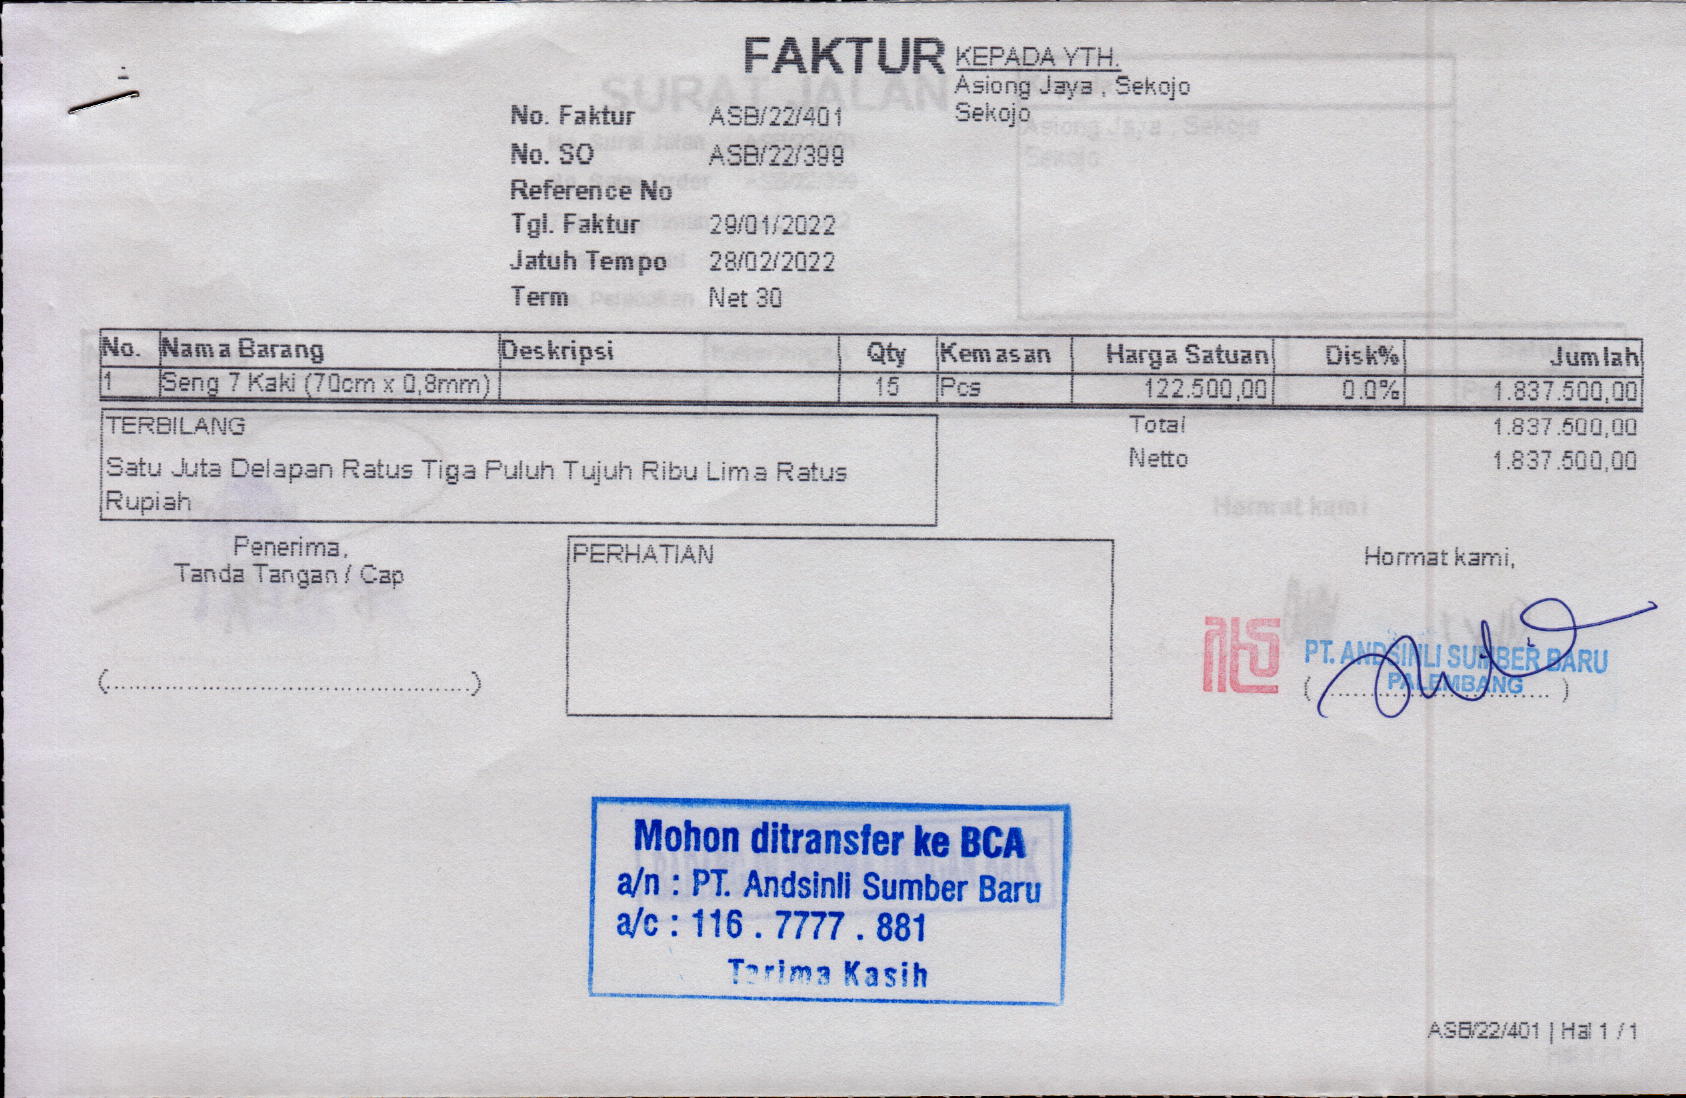 FAKTUR
KEPADA YTH.
Asiong Jaya , Sekojo
Sekojo
No. Faktur ASB/22/401
No. SO ASB/22/399
Reference No
Tgl. Faktur 29/01/2022
Jatuh Tempo 28/02/2022
Term Net 30
No. Nama Barang Deskripsi Qty Kemasan Harga Satuan Disk% Jumlah
1 Seng 7 Kaki (70cm x 0,8mm) 15 Pcs 122.500,00 0.0% 1.837.500,00
TERBILANG
Satu Juta Delapan Ratus Tiga Puluh Tujuh Ribu Lima Ratus
Rupiah
Total 1.837.500,00
Netto 1.837.500,00
Penerima,
Tanda Tangan / Cap
(...............................................)
PERHATIAN
Hormat kami,
PT. ANDSINLI SUMBER BARU
PALEMBANG
(..............................)
Mohon ditransfer ke BCA
a/n : PT. Andsinli Sumber Baru
a/c : 116 . 7777 . 881
Terima Kasih
ASB/22/401 | Hal 1 / 1